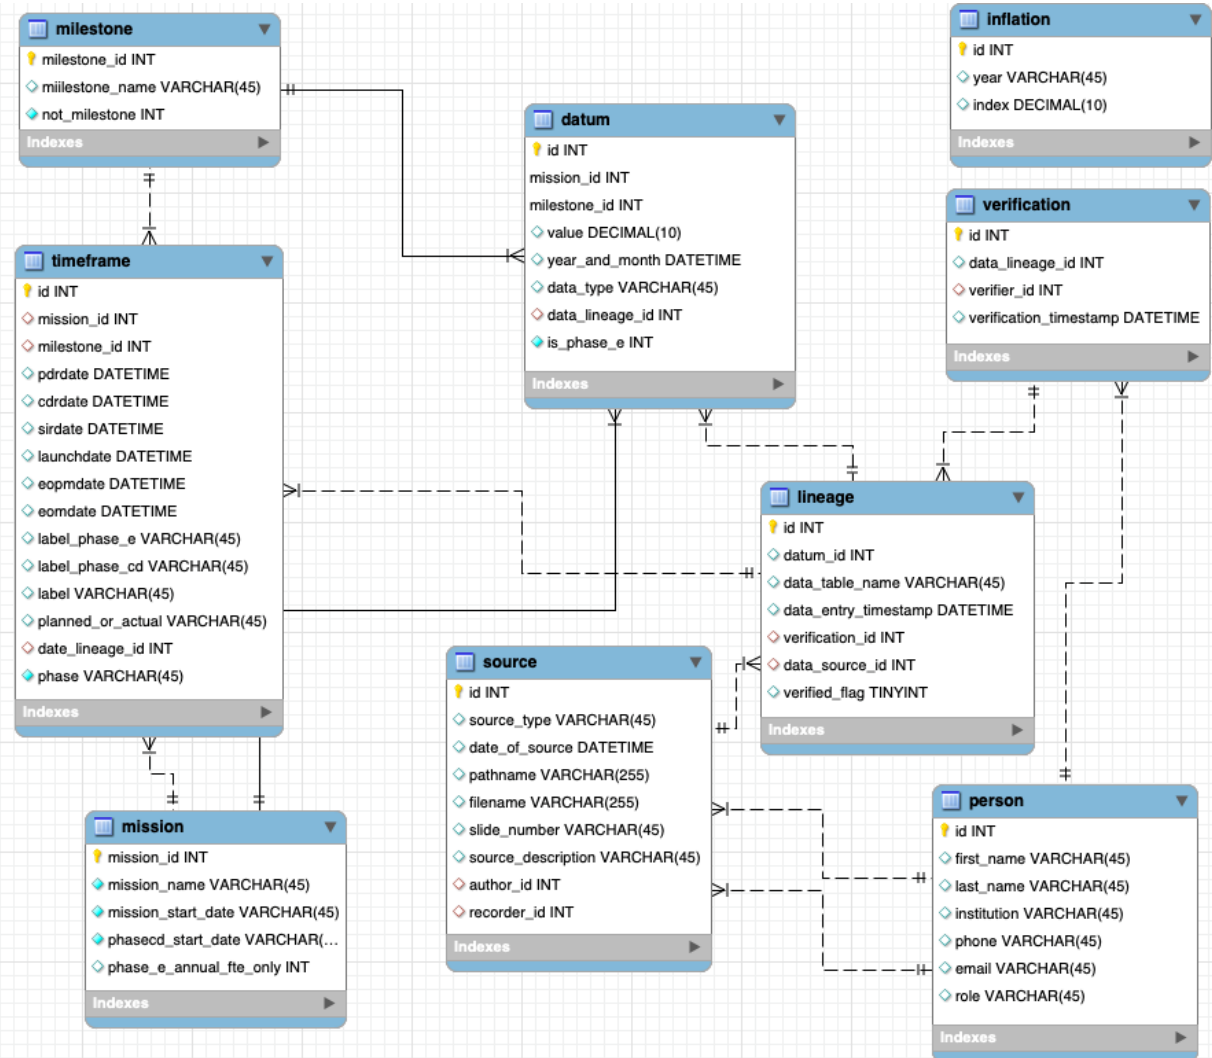 milestone
milestone_id INT
miilestone_name VARCHAR(45)
not_milestone INT
Indexes
timeframe
id INT
mission_id INT
milestone_id INT
pdrdate DATETIME
cdrdate DATETIME
sirdate DATETIME
launchdate DATETIME
eopmdate DATETIME
eomdate DATETIME
label_phase_e VARCHAR(45)
label_phase_cd VARCHAR(45)
label VARCHAR(45)
planned_or_actual VARCHAR(45)
date_lineage_id INT
phase VARCHAR(45)
Indexes
mission
mission_id INT
mission_name VARCHAR(45)
mission_start_date VARCHAR(45)
phasecd_start_date VARCHAR(...
phase_e_annual_fte_only INT
Indexes
datum
id INT
mission_id INT
milestone_id INT
value DECIMAL(10)
year_and_month DATETIME
data_type VARCHAR(45)
data_lineage_id INT
is_phase_e INT
Indexes
source
id INT
source_type VARCHAR(45)
date_of_source DATETIME
pathname VARCHAR(255)
filename VARCHAR(255)
slide_number VARCHAR(45)
source_description VARCHAR(45)
author_id INT
recorder_id INT
Indexes
inflation
id INT
year VARCHAR(45)
index DECIMAL(10)
Indexes
verification
id INT
data_lineage_id INT
verifier_id INT
verification_timestamp DATETIME
Indexes
lineage
id INT
datum_id INT
data_table_name VARCHAR(45)
data_entry_timestamp DATETIME
verification_id INT
data_source_id INT
verified_flag TINYINT
Indexes
person
id INT
first_name VARCHAR(45)
last_name VARCHAR(45)
institution VARCHAR(45)
phone VARCHAR(45)
email VARCHAR(45)
role VARCHAR(45)
Indexes